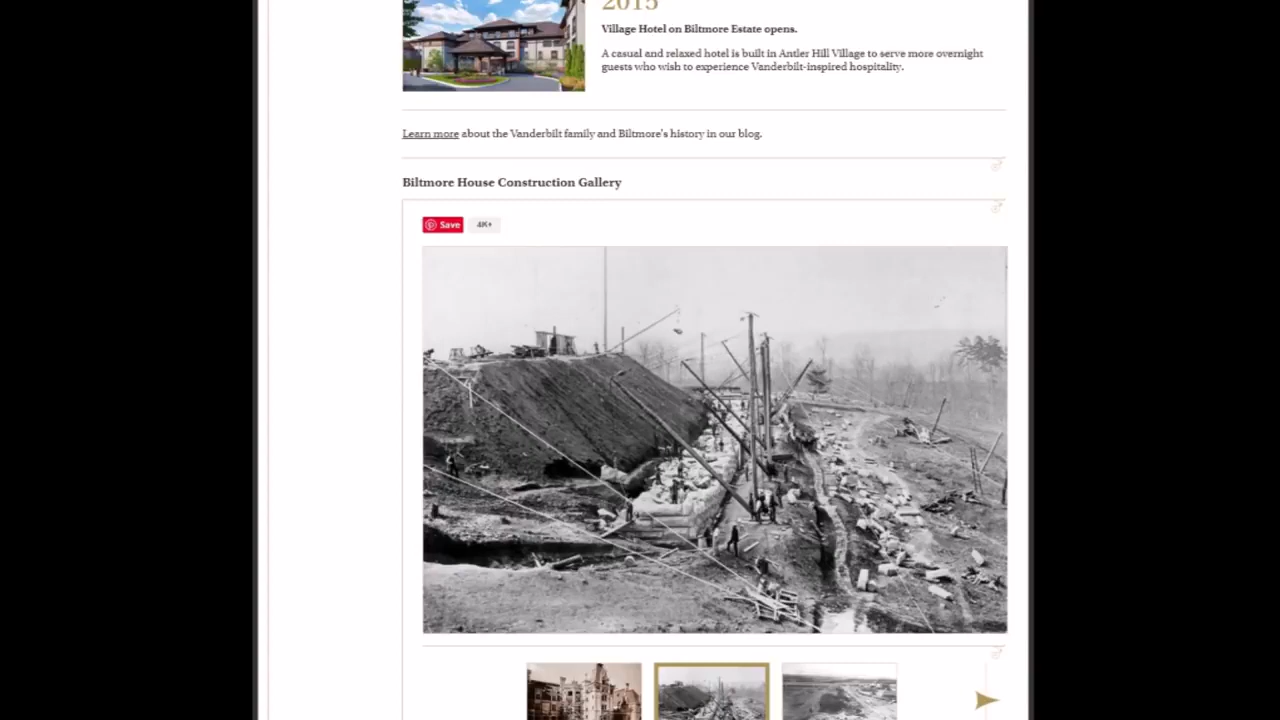 2015
Village Hotel on Biltmore Estate opens.
A casual and relaxed hotel is built in Antler Hill Village to serve more overnight
guests who wish to experience Vanderbilt-inspired hospitality.
Learn more about the Vanderbilt family and Biltmore's history in our blog.
Biltmore House Construction Gallery
Save 4K+